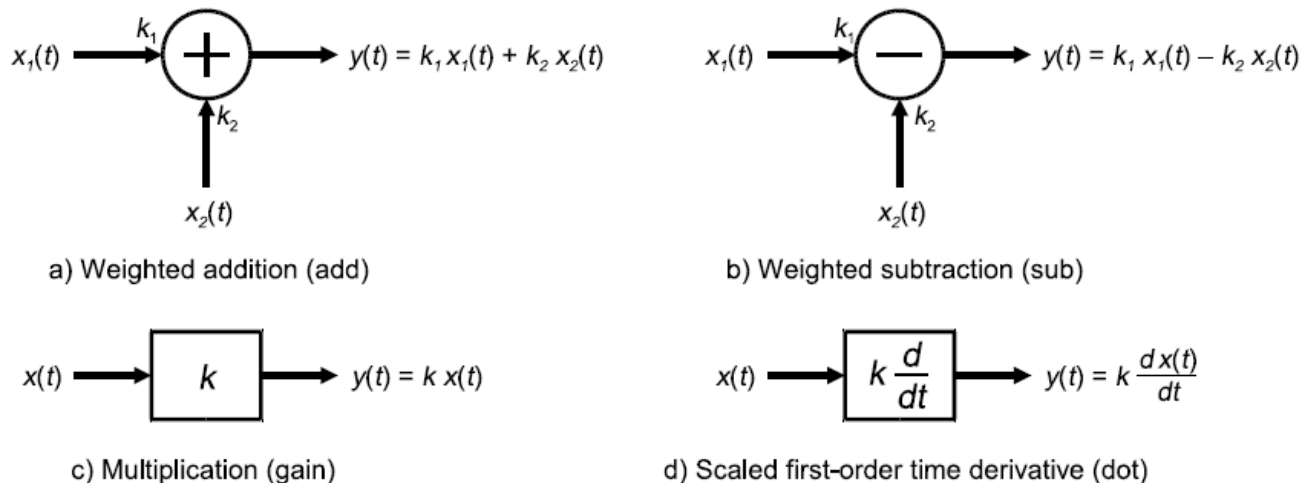 k₁ k₁
x₁(t) + y(t) = k₁ x₁(t) + k₂ x₂(t) x₁(t) − y(t) = k₁ x₁(t) – k₂ x₂(t)
k₂ k₂
x₂(t) x₂(t)
a) Weighted addition (add) b) Weighted subtraction (sub)
x(t) k y(t) = k x(t) x(t) k d/dt y(t) = k d x(t)/dt
c) Multiplication (gain) d) Scaled first-order time derivative (dot)